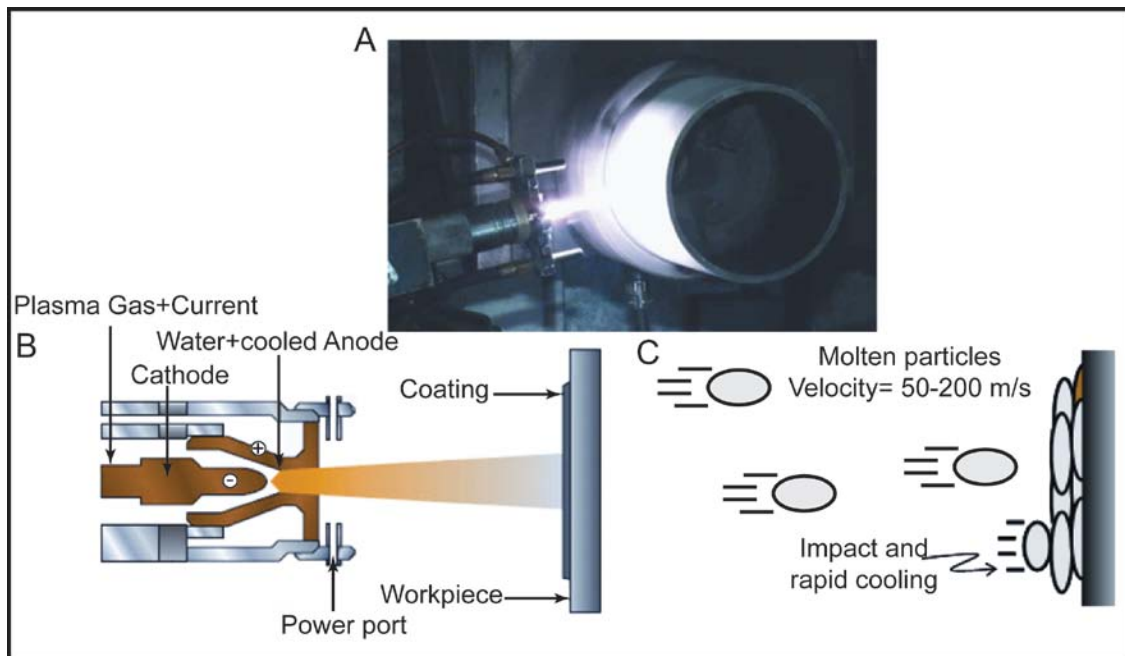 A
Plasma Gas+Current
B
Water+cooled Anode
Cathode
Coating
Workpiece
Power port
C
Molten particles
Velocity= 50-200 m/s
Impact and
rapid cooling